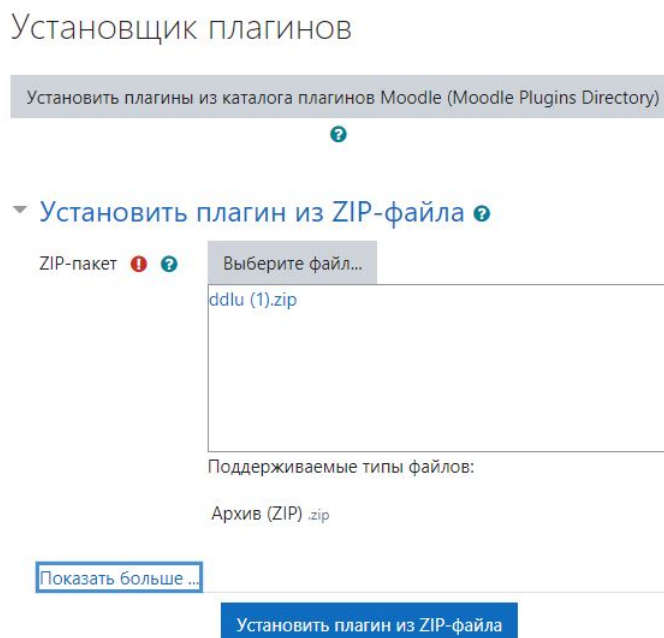 Установщик плагинов
Установить плагины из каталога плагинов Moodle (Moodle Plugins Directory)
Установить плагин из ZIP-файла
ZIP-пакет
Выберите файл...
ddlu (1).zip
Поддерживаемые типы файлов:
Архив (ZIP) .zip
Показать больше ...
Установить плагин из ZIP-файла